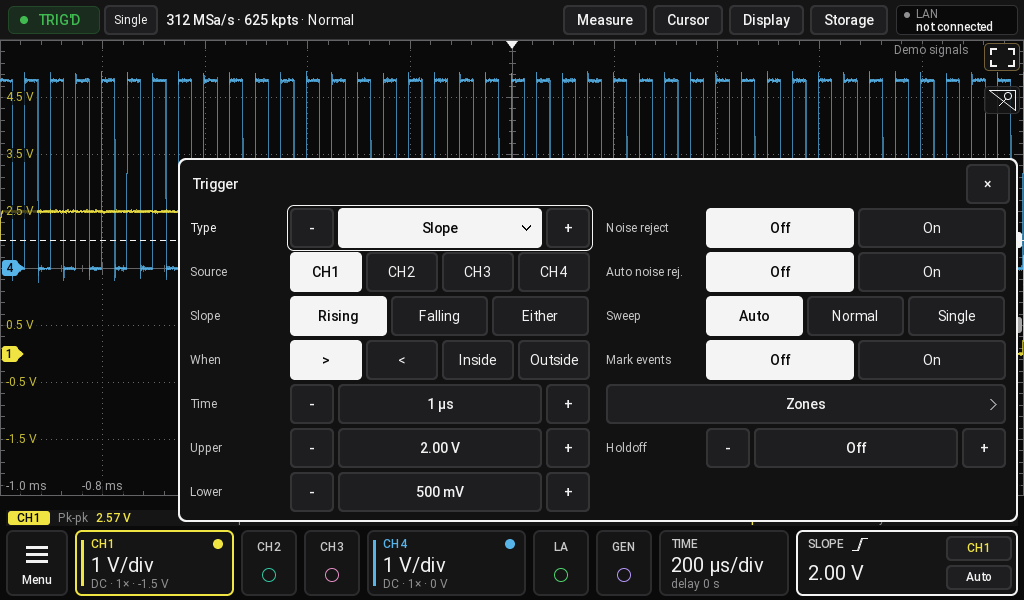 TRIG'D Single 312 MSa/s · 625 kpts · Normal Measure Cursor Display Storage LAN
not connected
Demo signals
4.5 V
3.5 V
2.5 V
4
0.5 V
1
-0.5 V
-1.5 V
-1.0 ms -0.8 ms
Trigger ×
Type - Slope + Noise reject Off On
Source CH1 CH2 CH3 CH4 Auto noise rej. Off On
Slope Rising Falling Either Sweep Auto Normal Single
When > < Inside Outside Mark events Off On
Time - 1 µs + Zones
Upper - 2.00 V + Holdoff - Off +
Lower - 500 mV +
CH1 Pk-pk 2.57 V
Menu
CH1
1 V/div
DC · 1× · -1.5 V
CH2
CH3
CH4
1 V/div
DC · 1× · 0 V
LA
GEN
TIME
200 µs/div
delay 0 s
SLOPE CH1
2.00 V Auto